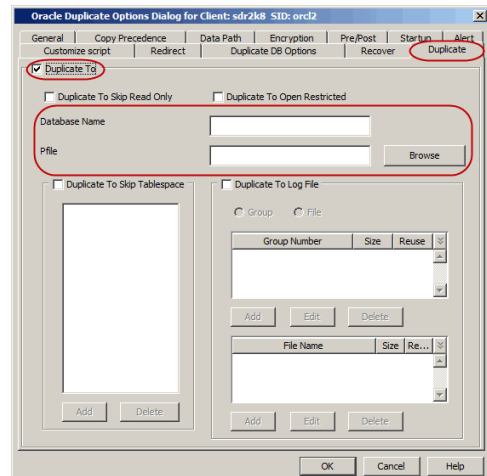 Oracle Duplicate Options Dialog for Client: sdr2k8 SID: orcl2
General Copy Precedence Data Path Encryption Pre/Post Startup Alert
Customize script Redirect Duplicate DB Options Recover Duplicate
Duplicate To
Duplicate To Skip Read Only Duplicate To Open Restricted
Database Name
Pfile Browse
Duplicate To Skip Tablespace Duplicate To Log File
Group File
Group Number Size Reuse
Add Edit Delete
File Name Size Re...
Add Delete Add Edit Delete
OK Cancel Help